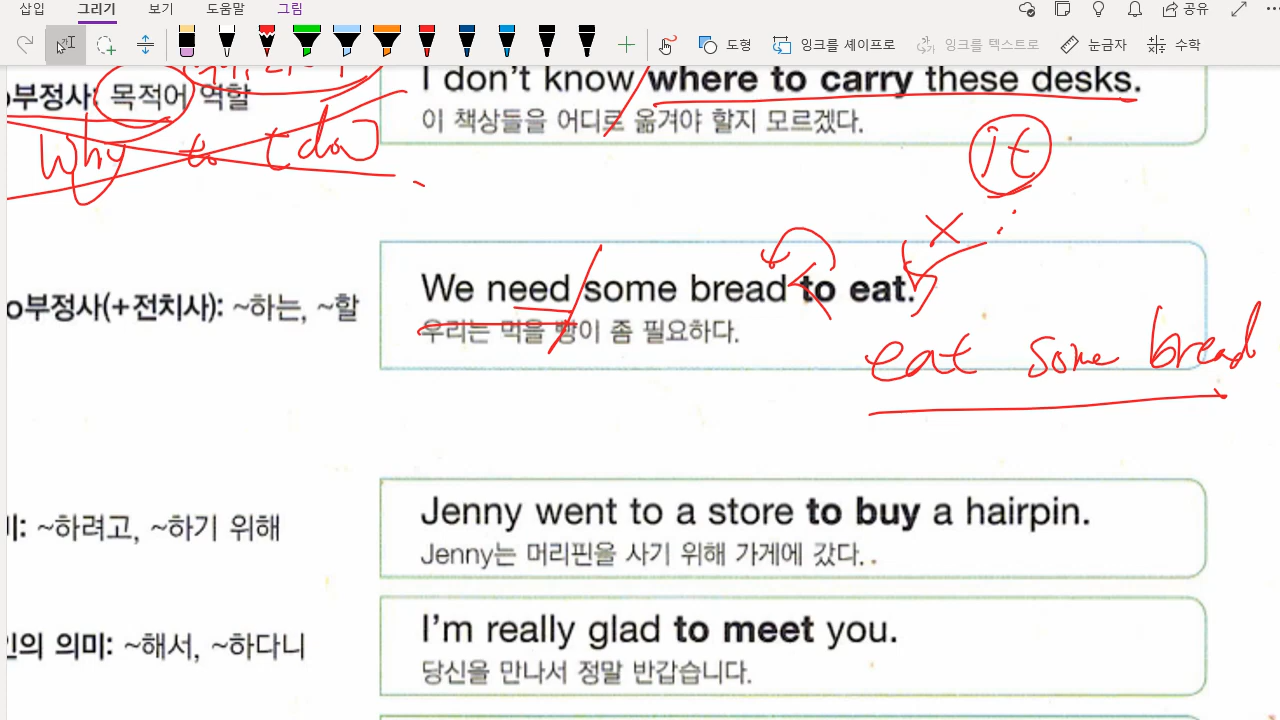 삽입 그리기 보기 도움말 그림 공유
도형 잉크를 셰이프로 잉크를 텍스트로 눈금자 수학
o부정사: 목적어 역할
I don't know where to carry these desks.
이 책상들을 어디로 옮겨야 할지 모르겠다.
Why to (do)
it
We need some bread to eat.
o부정사(+전치사): ~하는, ~할
우리는 먹을 빵이 좀 필요하다.
eat some bread
Jenny went to a store to buy a hairpin.
: ~하려고, ~하기 위해
Jenny는 머리핀을 사기 위해 가게에 갔다.
I'm really glad to meet you.
인의 의미: ~해서, ~하다니
당신을 만나서 정말 반갑습니다.